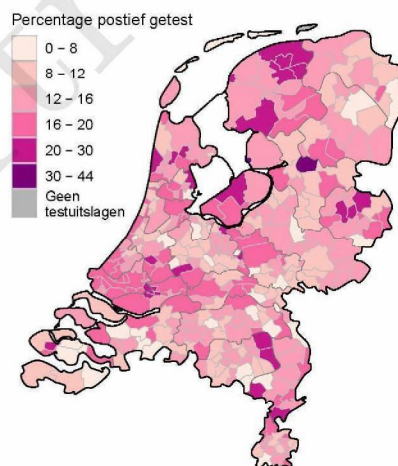 Percentage postief getest
0 – 8
8 – 12
12 – 16
16 – 20
20 – 30
30 – 44
Geen
testuitslagen